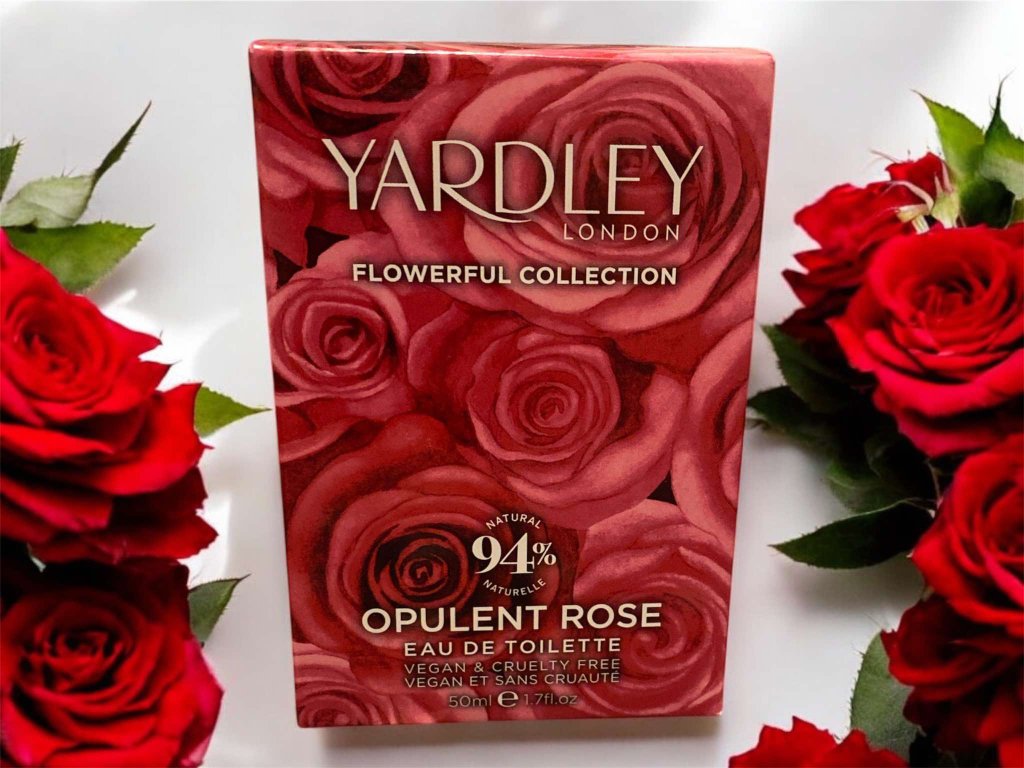 YARDLEY
LONDON
FLOWERFUL COLLECTION
NATURAL
94%
NATURELLE
OPULENT ROSE
EAU DE TOILETTE
VEGAN & CRUELTY FREE
VEGAN ET SANS CRUAUTÉ
50ml ℮ 1.7fl.oz